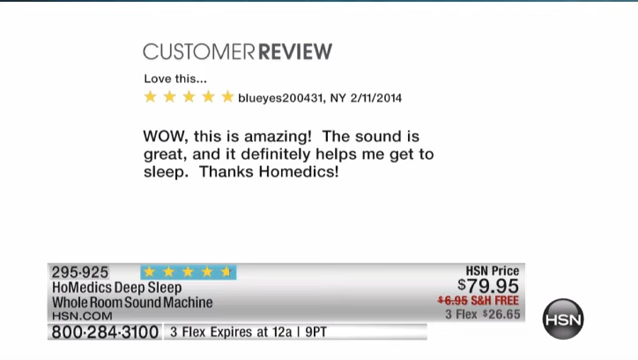 CUSTOMER REVIEW
Love this...
blueyes200431, NY 2/11/2014
WOW, this is amazing! The sound is
great, and it definitely helps me get to
sleep. Thanks Homedics!
295-925
HoMedics Deep Sleep
Whole Room Sound Machine
HSN.COM
800-284-3100
3 Flex Expires at 12a | 9PT
HSN Price
$79.95
$6.95 S&H FREE
3 Flex $26.65
HSN